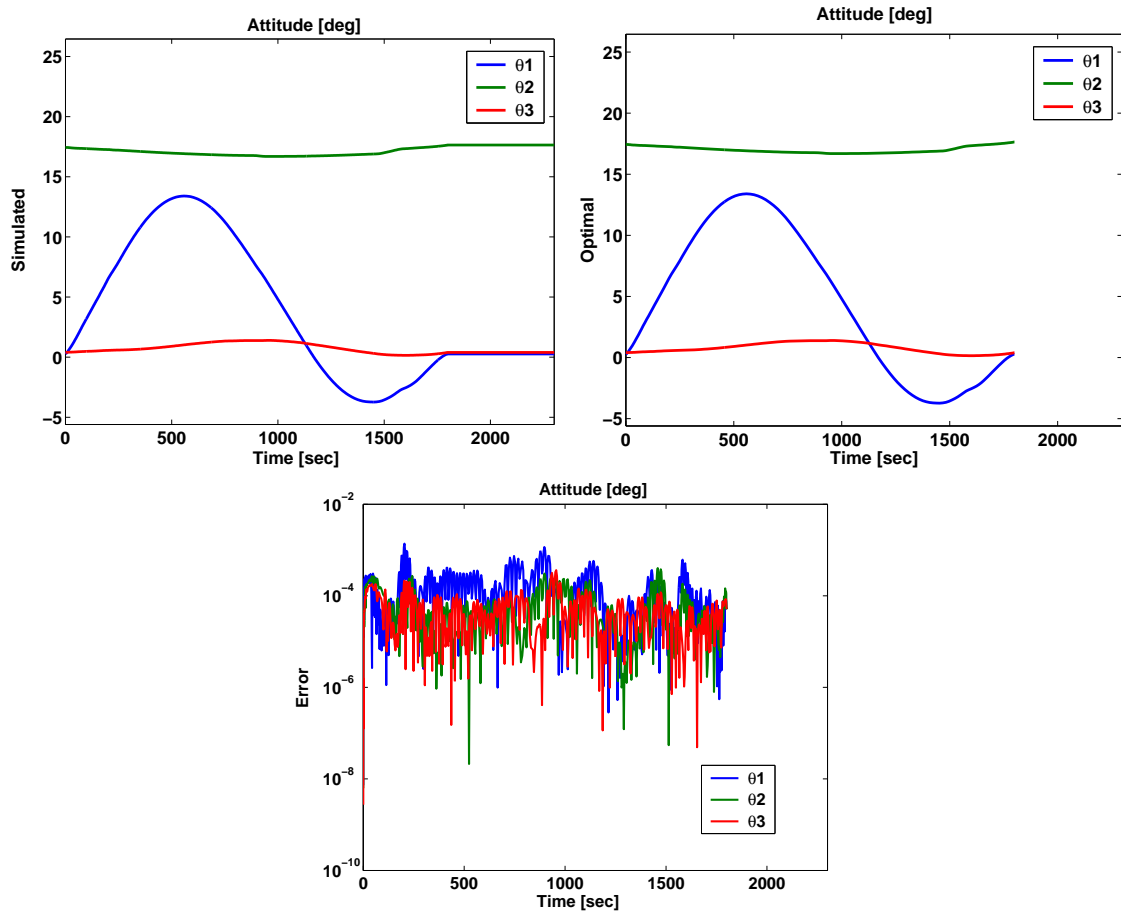 Attitude [deg]
Simulated
25
20
15
10
5
0
−5
0 500 1000 1500 2000
Time [sec]
θ1
θ2
θ3
Attitude [deg]
Optimal
25
20
15
10
5
0
−5
0 500 1000 1500 2000
Time [sec]
θ1
θ2
θ3
Attitude [deg]
Error
10−2
10−4
10−6
10−8
10−10
0 500 1000 1500 2000
Time [sec]
θ1
θ2
θ3